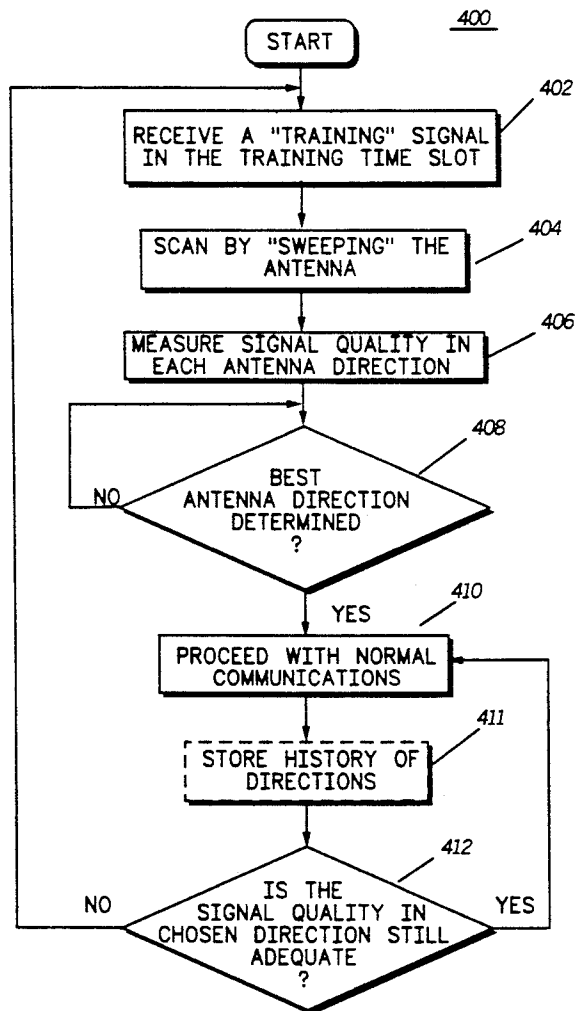 400
START
402
RECEIVE A "TRAINING" SIGNAL
IN THE TRAINING TIME SLOT
404
SCAN BY "SWEEPING" THE
ANTENNA
406
MEASURE SIGNAL QUALITY IN
EACH ANTENNA DIRECTION
408
BEST
ANTENNA DIRECTION
DETERMINED
?
NO
YES
410
PROCEED WITH NORMAL
COMMUNICATIONS
411
STORE HISTORY OF
DIRECTIONS
412
IS THE
SIGNAL QUALITY IN
CHOSEN DIRECTION STILL
ADEQUATE
?
NO
YES